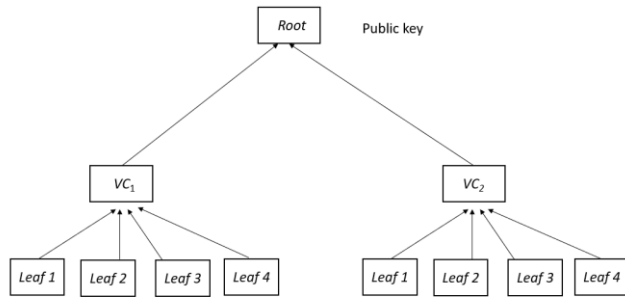 Root
Public key
VC₁
VC₂
Leaf 1
Leaf 2
Leaf 3
Leaf 4
Leaf 1
Leaf 2
Leaf 3
Leaf 4